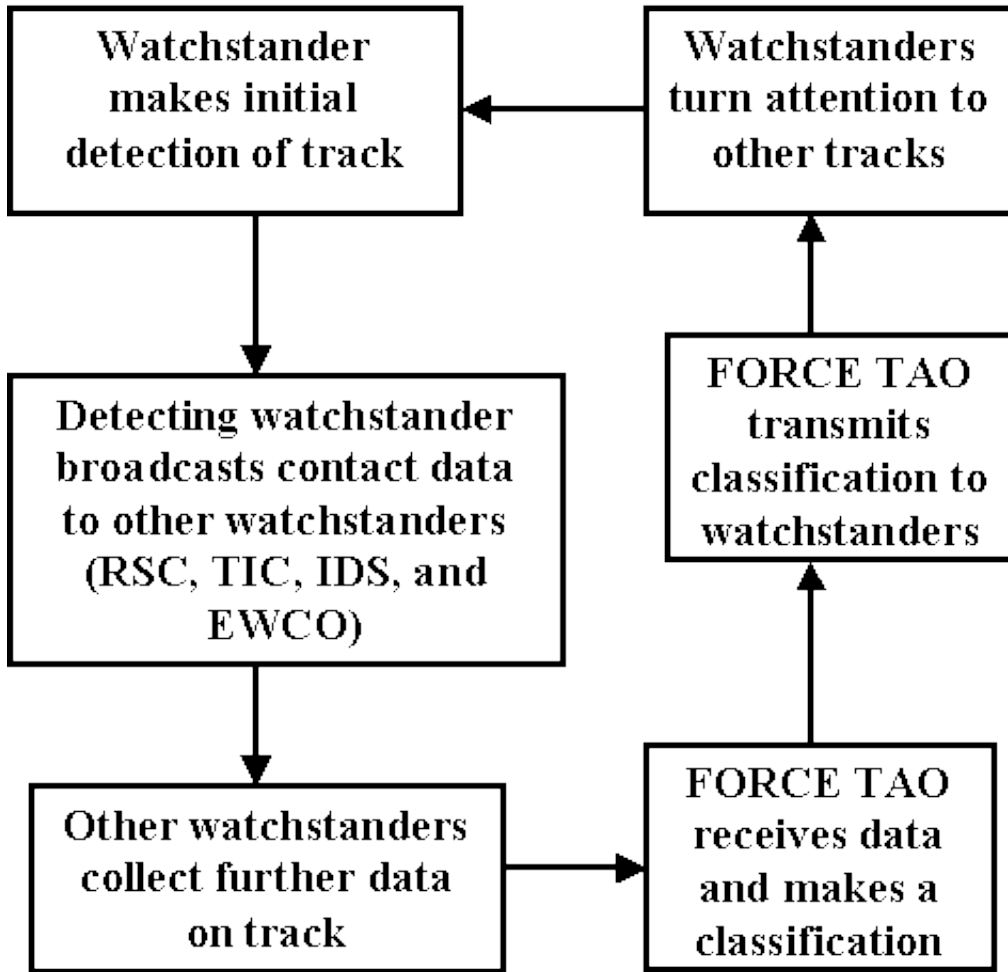 Watchstander
makes initial
detection of track
Detecting watchstander
broadcasts contact data
to other watchstanders
(RSC, TIC, IDS, and
EWCO)
Other watchstanders
collect further data
on track
FORCE TAO
receives data
and makes a
classification
FORCE TAO
transmits
classification to
watchstanders
Watchstanders
turn attention to
other tracks